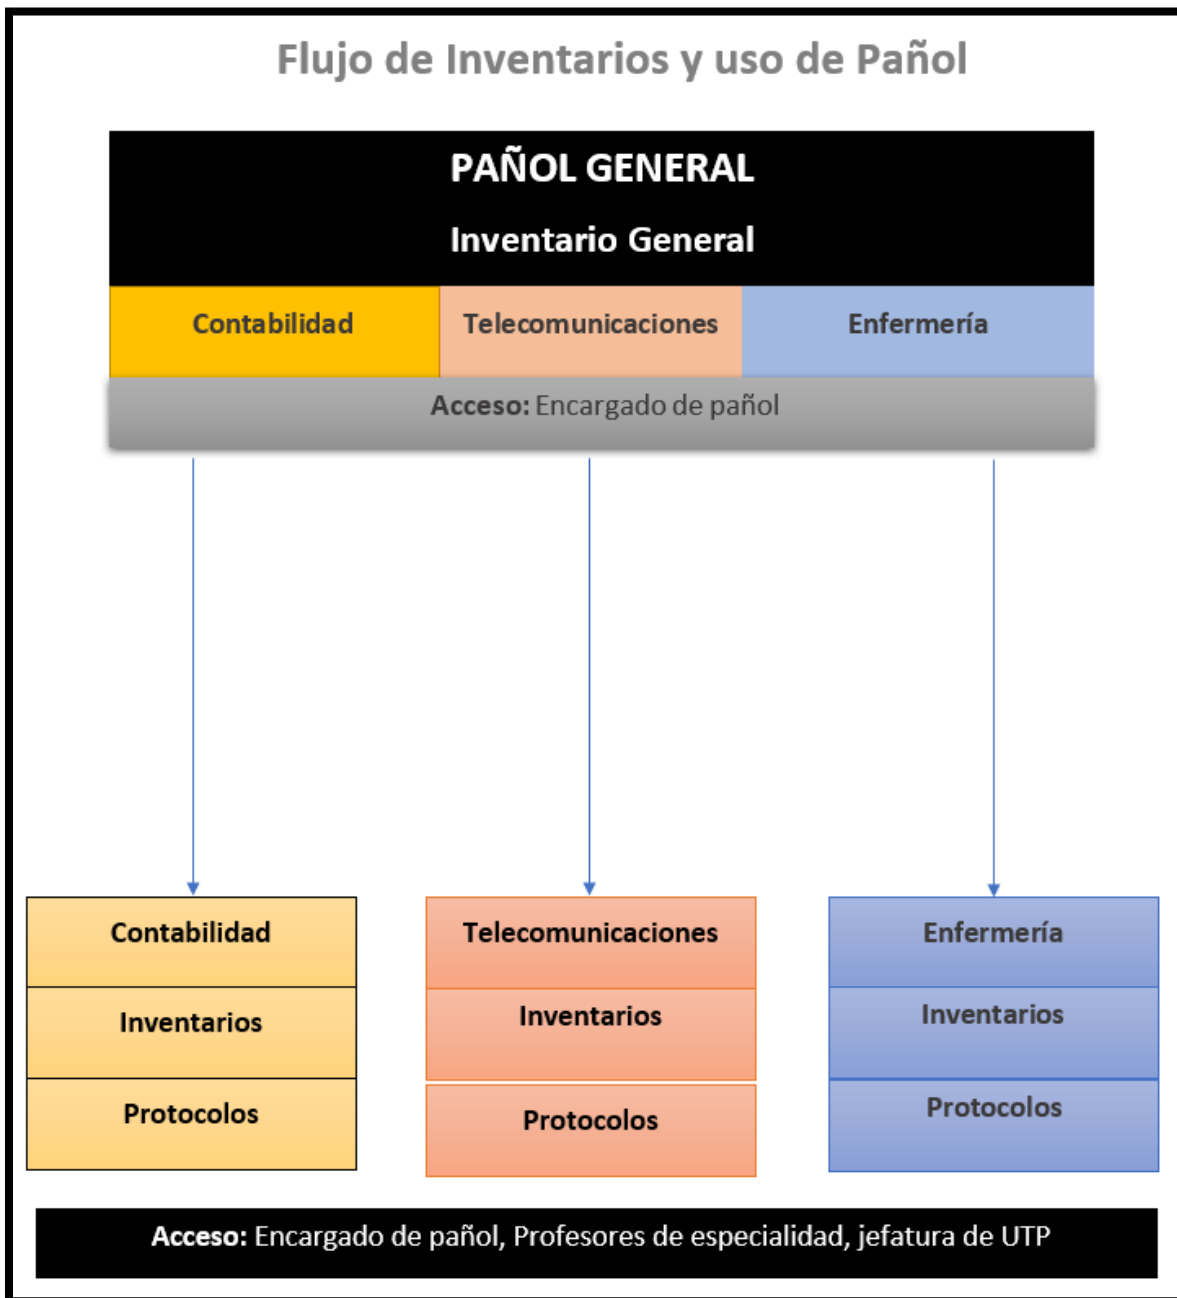 Flujo de Inventarios y uso de Pañol
PAÑOL GENERAL
Inventario General
Contabilidad
Telecomunicaciones
Enfermería
Acceso: Encargado de pañol
Contabilidad
Inventarios
Protocolos
Telecomunicaciones
Inventarios
Protocolos
Enfermería
Inventarios
Protocolos
Acceso: Encargado de pañol, Profesores de especialidad, jefatura de UTP